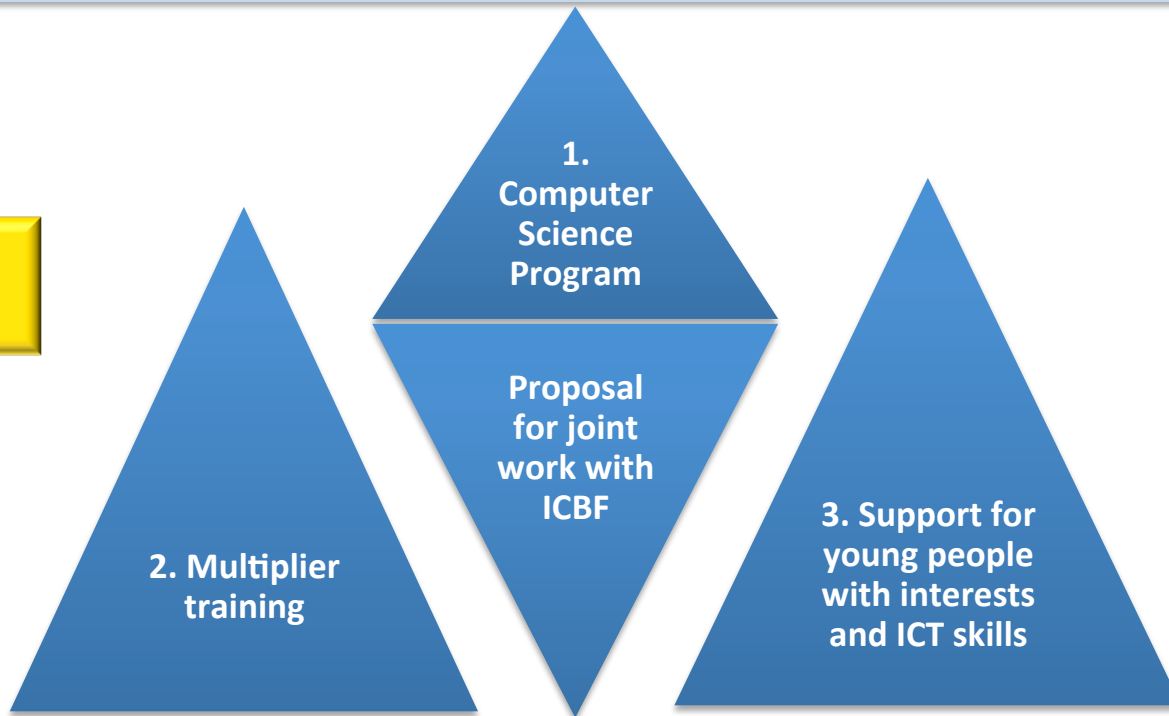 1.
Computer
Science
Program
Proposal
for joint
work with
ICBF
2. Multiplier
training
3. Support for
young people
with interests
and ICT skills